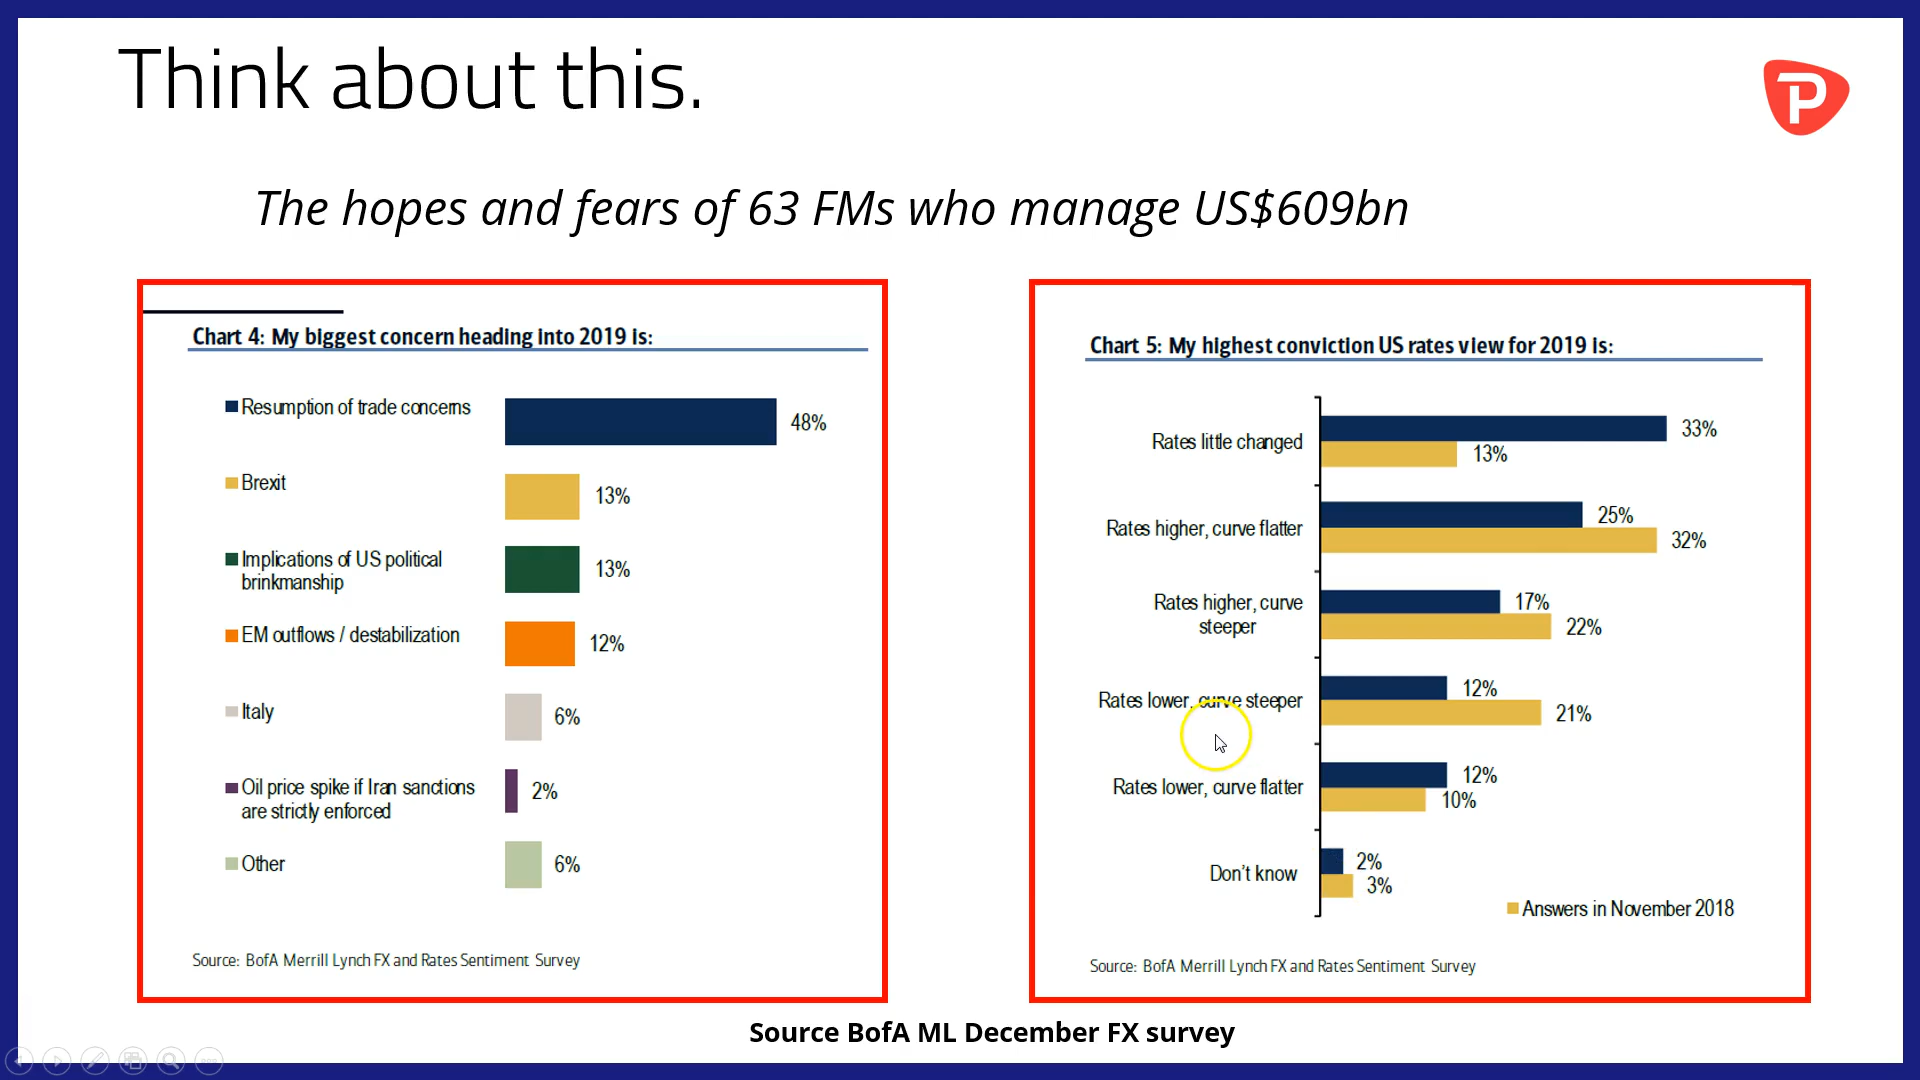 Think about this.
P
The hopes and fears of 63 FMs who manage US$609bn
Chart 4: My biggest concern heading into 2019 is:
Resumption of trade concerns
48%
Brexit
13%
Implications of US political
brinkmanship
13%
EM outflows / destabilization
12%
Italy
6%
Oil price spike if Iran sanctions
are strictly enforced
2%
Other
6%
Source: BofA Merrill Lynch FX and Rates Sentiment Survey
Chart 5: My highest conviction US rates view for 2019 is:
Rates little changed
33%
13%
Rates higher, curve flatter
25%
32%
Rates higher, curve
steeper
17%
22%
Rates lower, curve steeper
12%
21%
Rates lower, curve flatter
12%
10%
Don't know
2%
3%
Answers in November 2018
Source: BofA Merrill Lynch FX and Rates Sentiment Survey
Source BofA ML December FX survey